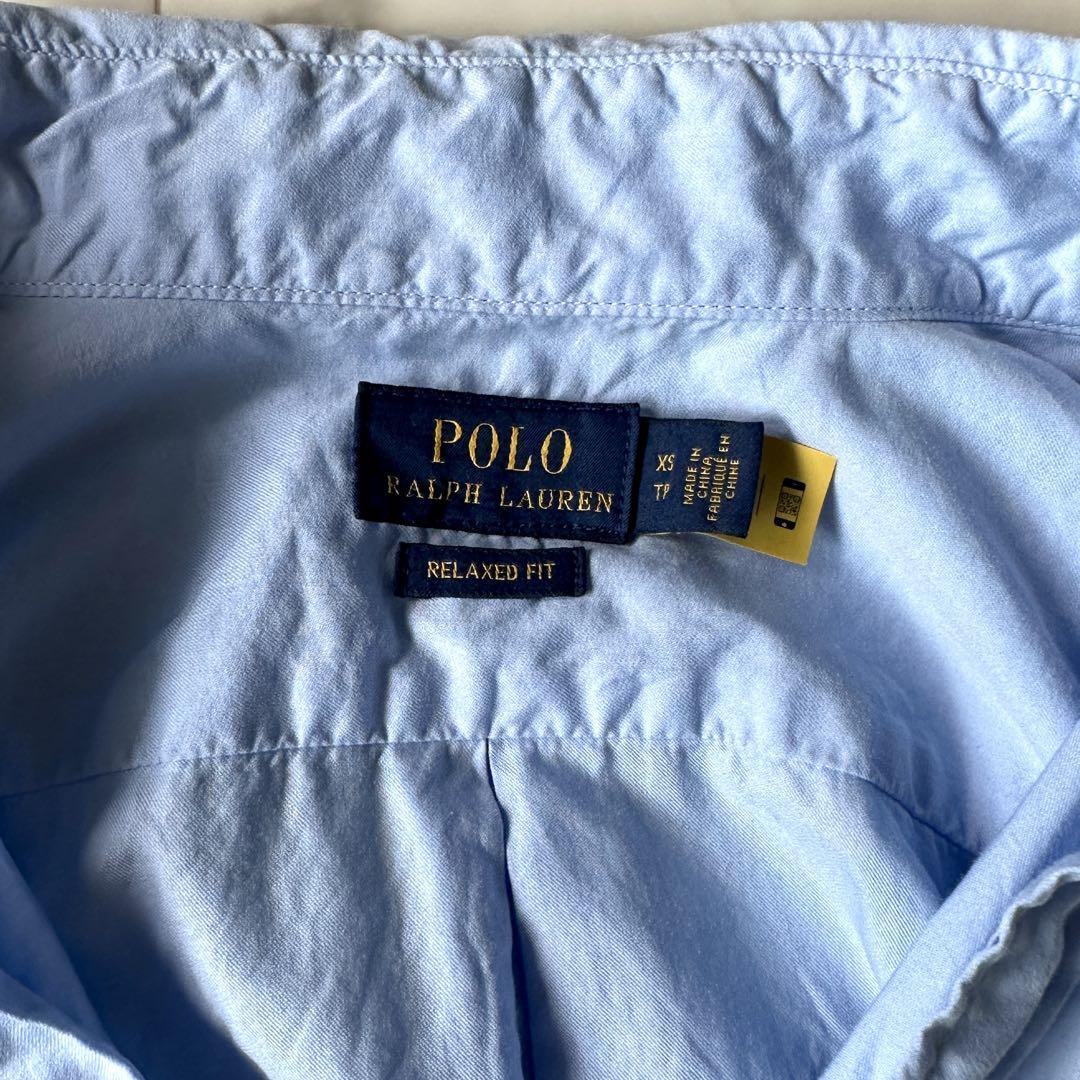 POLO
RALPH LAUREN
XS
TP
MADE IN
CHINA
FABRIQUÉ EN
CHINE
RELAXED FIT